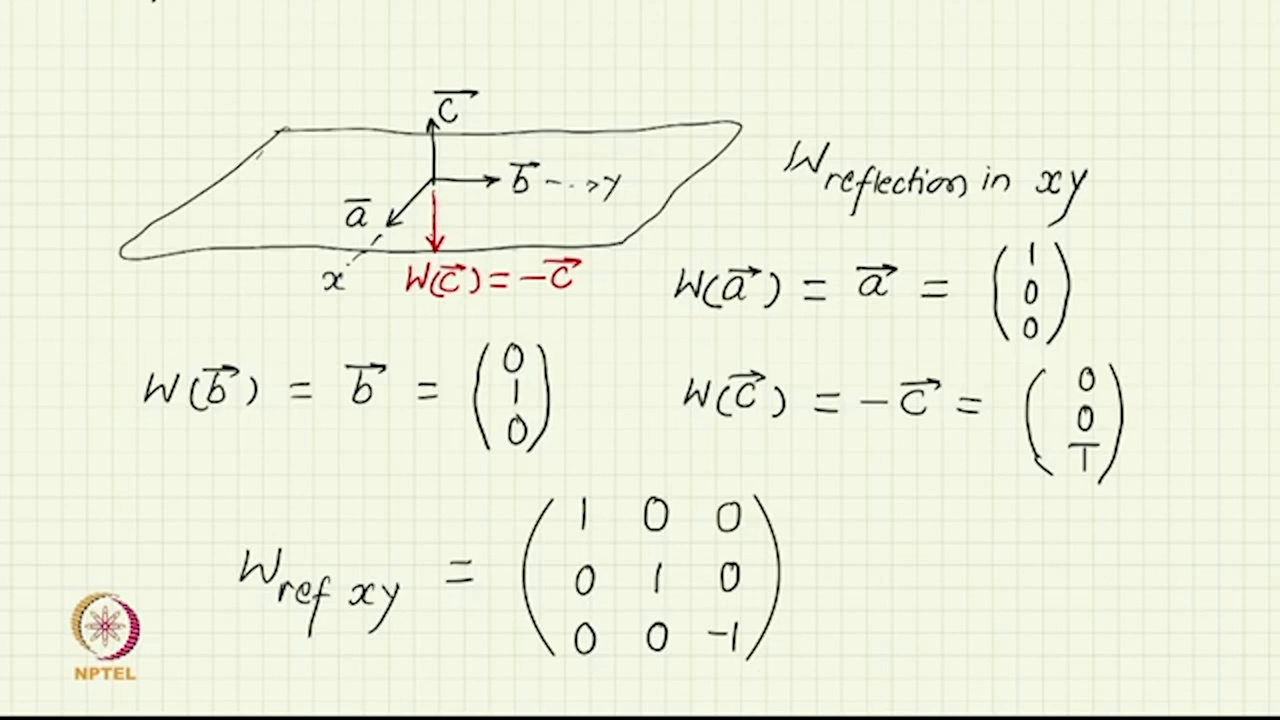 c⃗
b⃗ - - -> y
a⃗
x
W(c⃗) = -c⃗
W reflection in xy
W(a⃗) = a⃗ = (1 0 0)
W(b⃗) = b⃗ = (0 1 0)
W(c⃗) = -c⃗ = (0 0 1̅)
W ref xy = (1 0 0
0 1 0
0 0 -1)
NPTEL